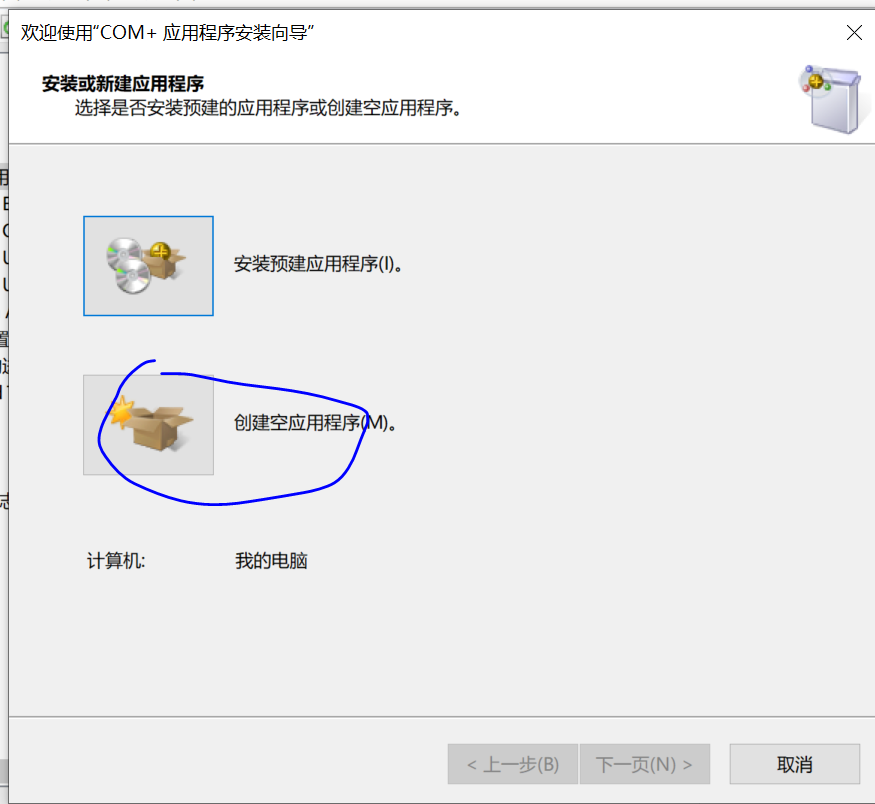 欢迎使用“COM+ 应用程序安装向导”
安装或新建应用程序
选择是否安装预建的应用程序或创建空应用程序。
安装预建应用程序(I)。
创建空应用程序(M)。
计算机: 我的电脑
< 上一步(B) 下一页(N) > 取消